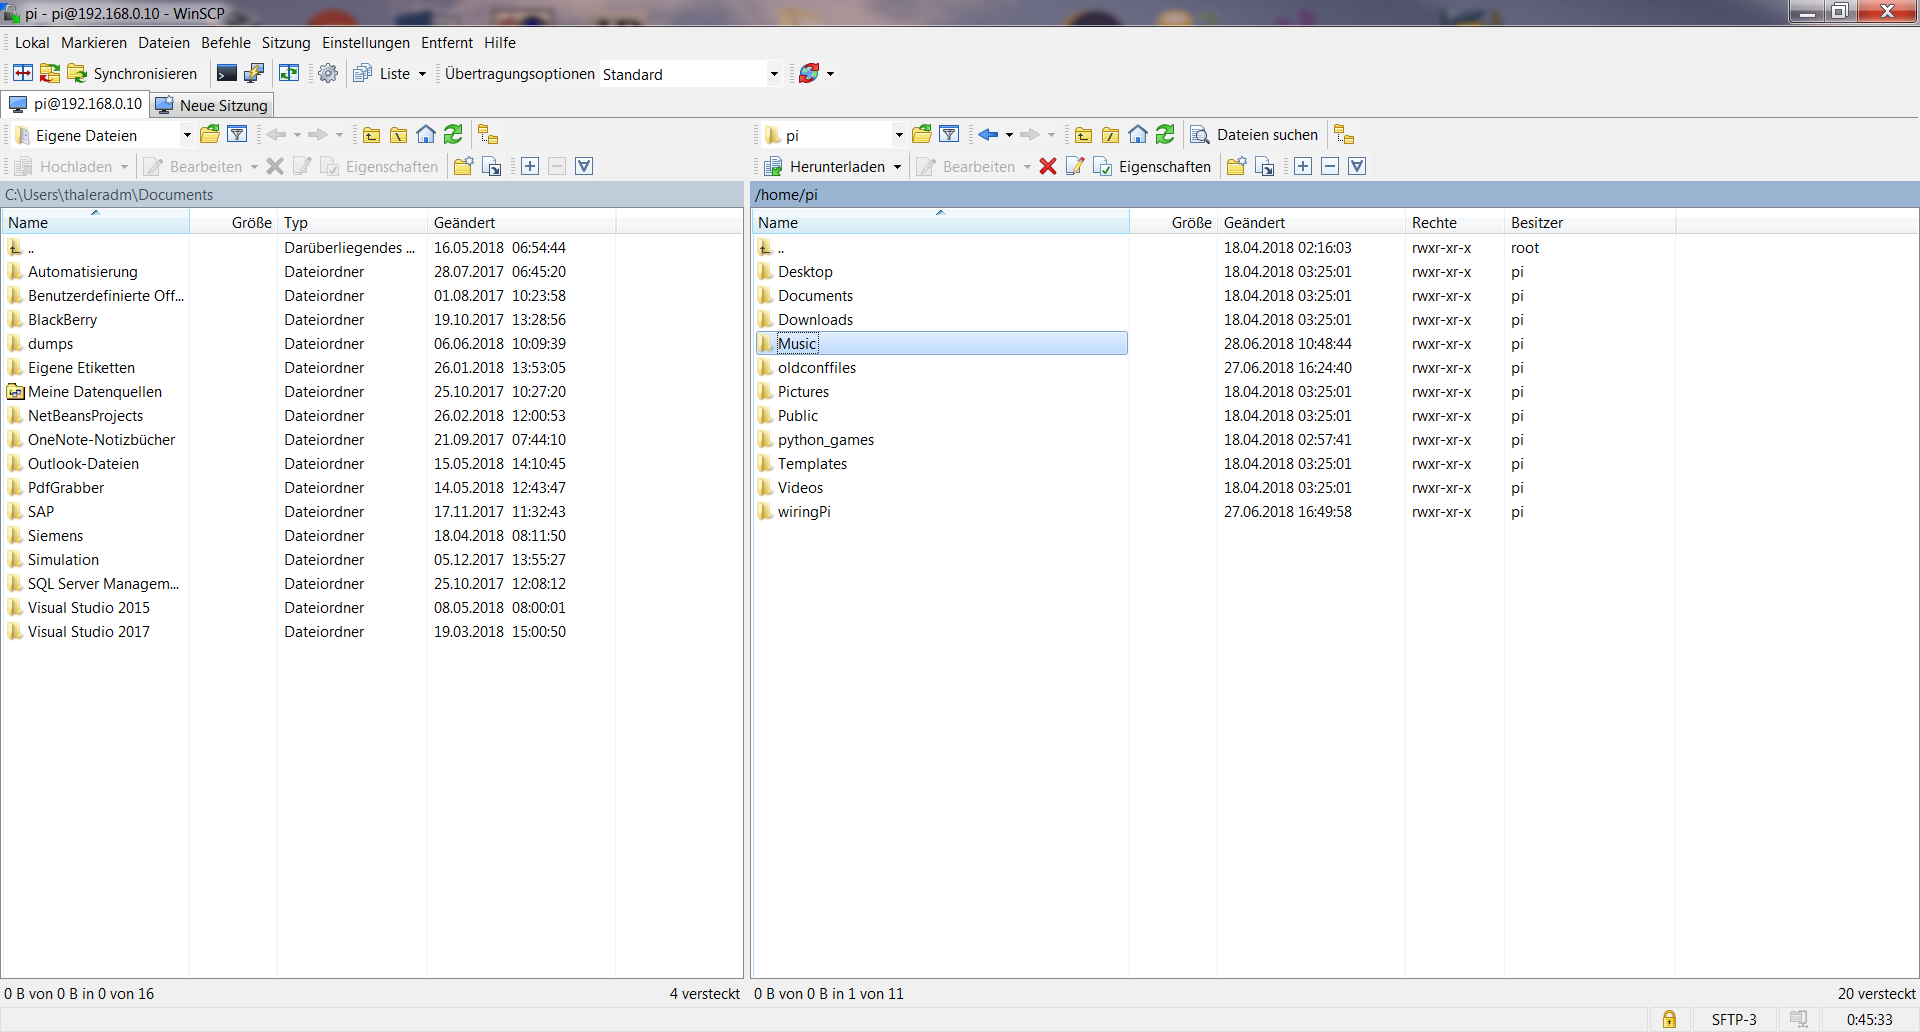 pi - pi@192.168.0.10 - WinSCP
Lokal Markieren Dateien Befehle Sitzung Einstellungen Entfernt Hilfe
Synchronisieren Liste Übertragungsoptionen Standard
pi@192.168.0.10 Neue Sitzung
Eigene Dateien
Hochladen Bearbeiten Eigenschaften
C:\Users\thaleradm\Documents
Name Größe Typ Geändert
.. Darüberliegendes ... 16.05.2018 06:54:44
Automatisierung Dateiordner 28.07.2017 06:45:20
Benutzerdefinierte Off... Dateiordner 01.08.2017 10:23:58
BlackBerry Dateiordner 19.10.2017 13:28:56
dumps Dateiordner 06.06.2018 10:09:39
Eigene Etiketten Dateiordner 26.01.2018 13:53:05
Meine Datenquellen Dateiordner 25.10.2017 10:27:20
NetBeansProjects Dateiordner 26.02.2018 12:00:53
OneNote-Notizbücher Dateiordner 21.09.2017 07:44:10
Outlook-Dateien Dateiordner 15.05.2018 14:10:45
PdfGrabber Dateiordner 14.05.2018 12:43:47
SAP Dateiordner 17.11.2017 11:32:43
Siemens Dateiordner 18.04.2018 08:11:50
Simulation Dateiordner 05.12.2017 13:55:27
SQL Server Managem... Dateiordner 25.10.2017 12:08:12
Visual Studio 2015 Dateiordner 08.05.2018 08:00:01
Visual Studio 2017 Dateiordner 19.03.2018 15:00:50
0 B von 0 B in 0 von 16 4 versteckt
pi Dateien suchen
Herunterladen Bearbeiten Eigenschaften
/home/pi
Name Größe Geändert Rechte Besitzer
.. 18.04.2018 02:16:03 rwxr-xr-x root
Desktop 18.04.2018 03:25:01 rwxr-xr-x pi
Documents 18.04.2018 03:25:01 rwxr-xr-x pi
Downloads 18.04.2018 03:25:01 rwxr-xr-x pi
Music 28.06.2018 10:48:44 rwxr-xr-x pi
oldconffiles 27.06.2018 16:24:40 rwxr-xr-x pi
Pictures 18.04.2018 03:25:01 rwxr-xr-x pi
Public 18.04.2018 03:25:01 rwxr-xr-x pi
python_games 18.04.2018 02:57:41 rwxr-xr-x pi
Templates 18.04.2018 03:25:01 rwxr-xr-x pi
Videos 18.04.2018 03:25:01 rwxr-xr-x pi
wiringPi 27.06.2018 16:49:58 rwxr-xr-x pi
0 B von 0 B in 1 von 11 20 versteckt
SFTP-3 0:45:33